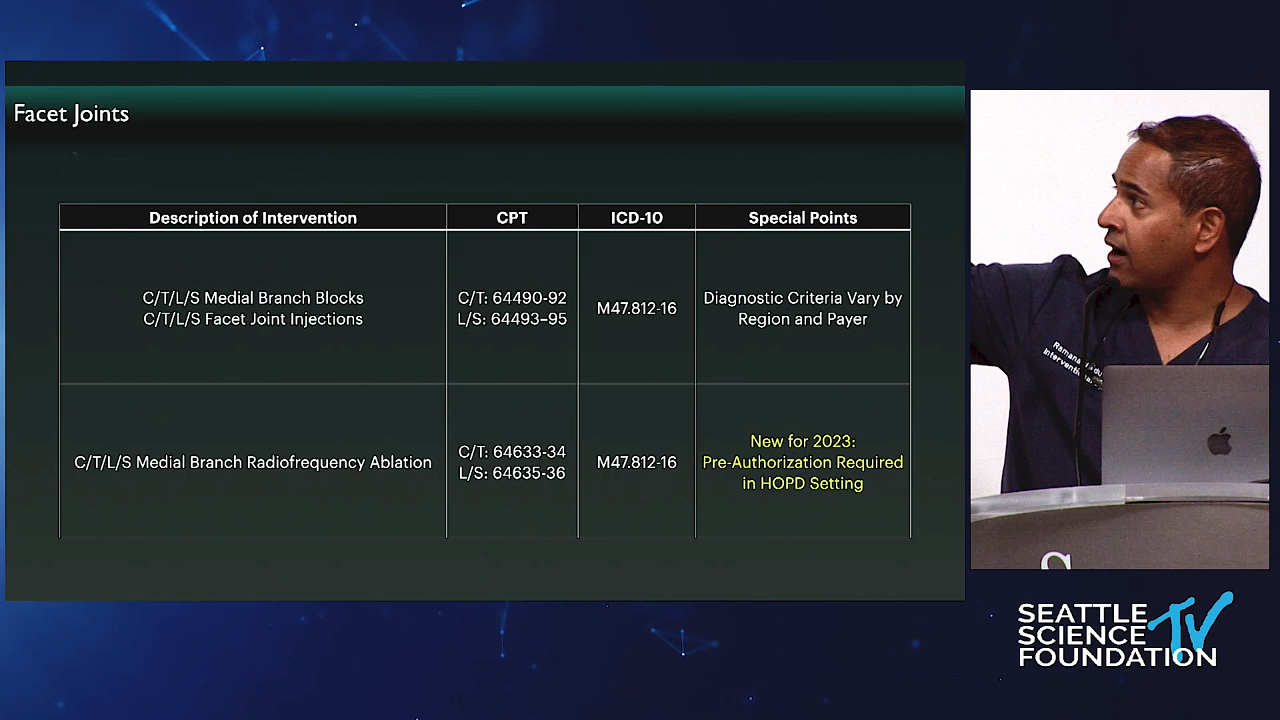 Facet Joints
Description of Intervention
CPT
ICD-10
Special Points
C/T/L/S Medial Branch Blocks
C/T/L/S Facet Joint Injections
C/T: 64490-92
L/S: 64493–95
M47.812-16
Diagnostic Criteria Vary by
Region and Payer
C/T/L/S Medial Branch Radiofrequency Ablation
C/T: 64633-34
L/S: 64635-36
M47.812-16
New for 2023:
Pre-Authorization Required
in HOPD Setting
S
SEATTLE
SCIENCE TV
FOUNDATION